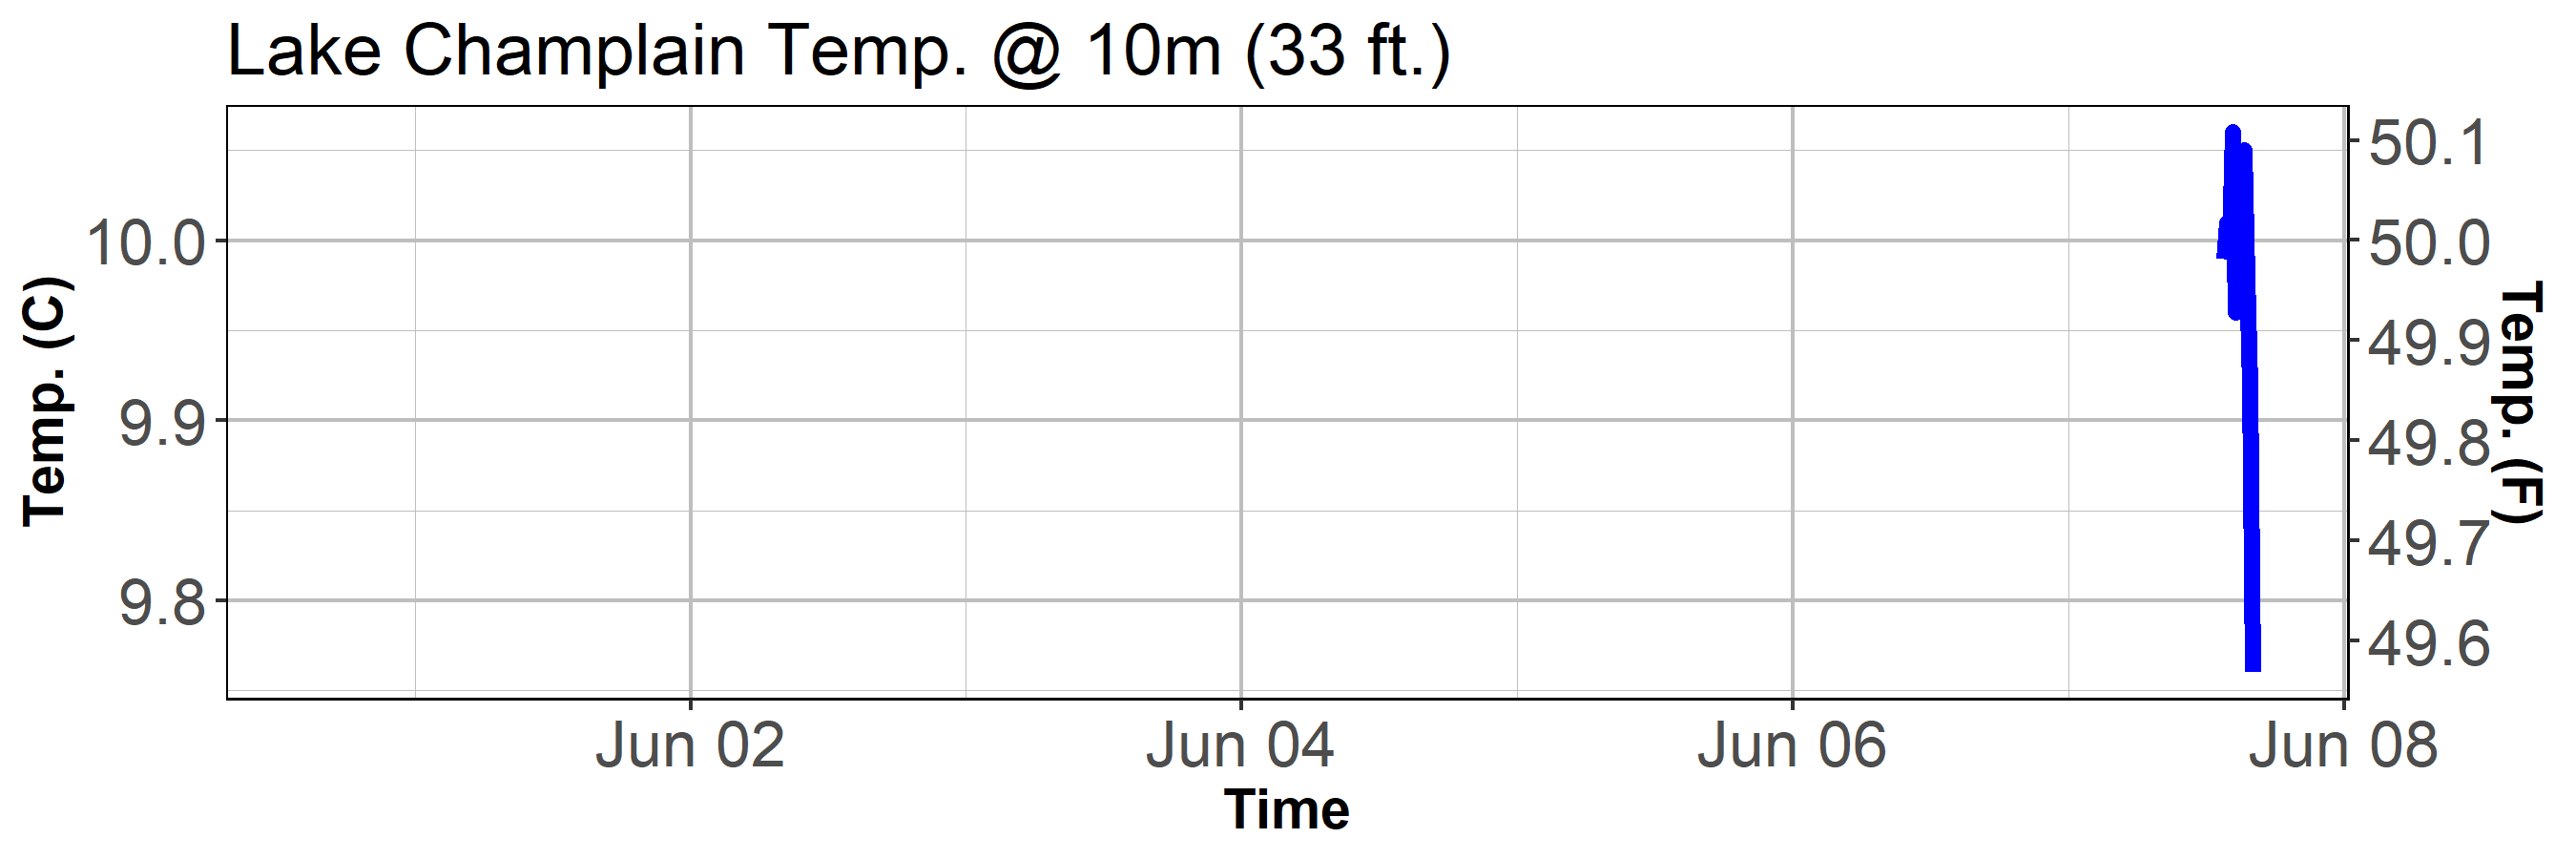 Lake Champlain Temp. @ 10m (33 ft.)
Temp. (C)
10.0
9.9
9.8
50.1
50.0
49.9
49.8
49.7
49.6
Temp. (F)
Jun 02 Jun 04 Jun 06 Jun 08
Time